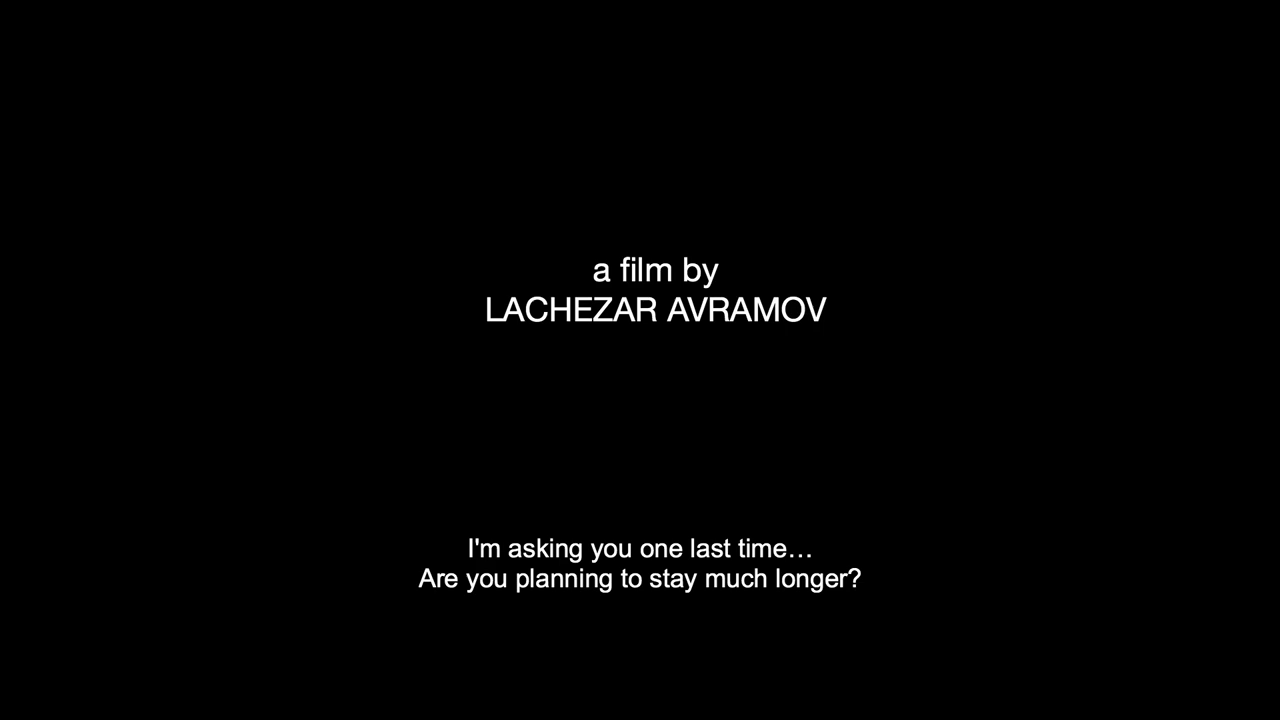 a film by
LACHEZAR AVRAMOV
I'm asking you one last time…
Are you planning to stay much longer?